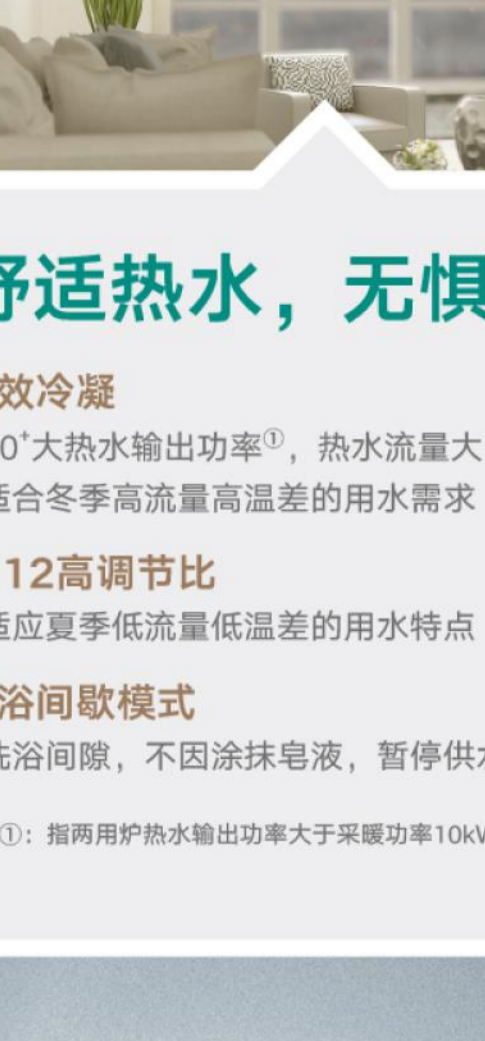 舒适热水，无惧
效冷凝
0⁺大热水输出功率①，热水流量大
适合冬季高流量高温差的用水需求
12高调节比
适应夏季低流量低温差的用水特点
浴间歇模式
洗浴间隙，不因涂抹皂液，暂停供水
①：指两用炉热水输出功率大于采暖功率10kW